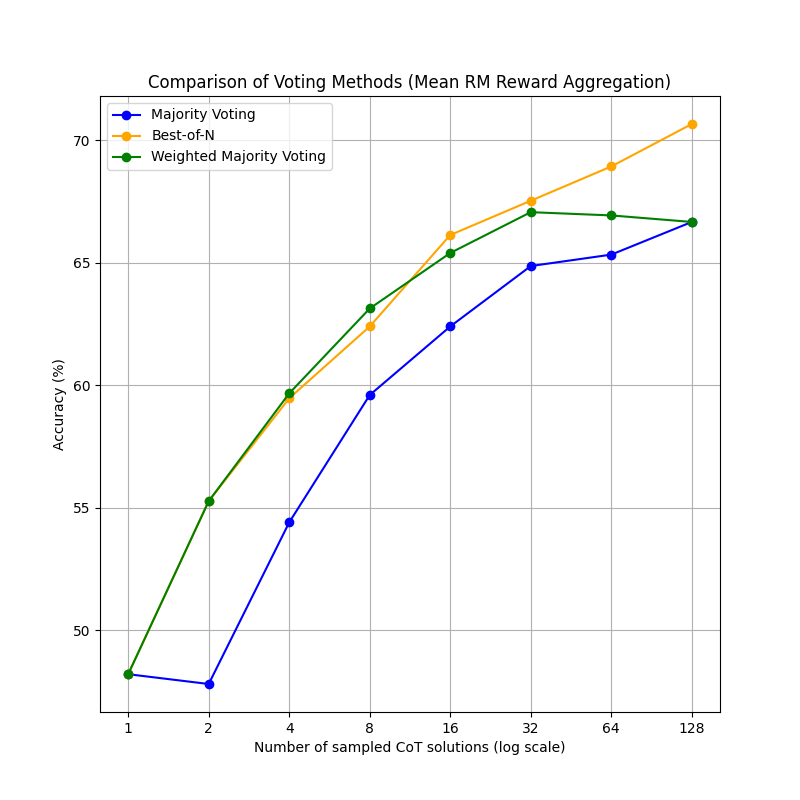 Comparison of Voting Methods (Mean RM Reward Aggregation)
Majority Voting
Best-of-N
Weighted Majority Voting
70
65
60
55
50
Accuracy (%)
1 2 4 8 16 32 64 128
Number of sampled CoT solutions (log scale)